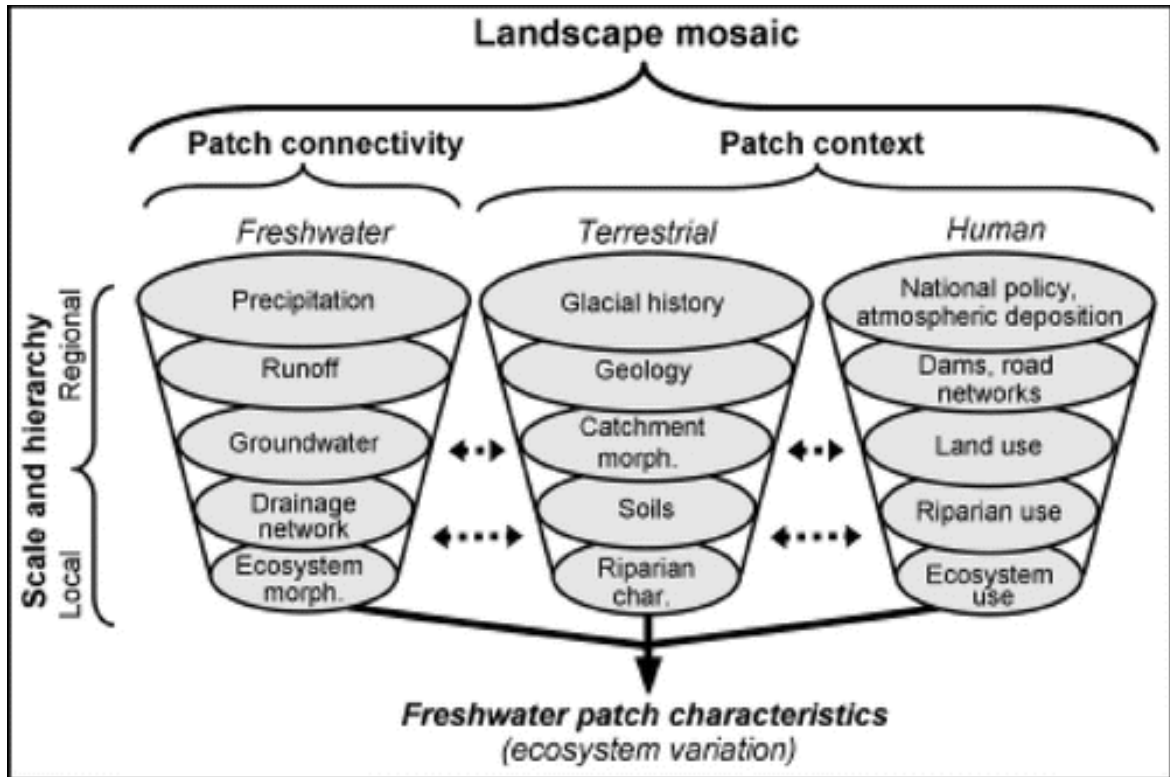 Landscape mosaic
Patch connectivity
Patch context
Freshwater
Terrestrial
Human
Scale and hierarchy
Regional
Local
Precipitation
Runoff
Groundwater
Drainage
network
Ecosystem
morph.
Glacial history
Geology
Catchment
morph.
Soils
Riparian
char.
National policy,
atmospheric deposition
Dams, road
networks
Land use
Riparian use
Ecosystem
use
Freshwater patch characteristics
(ecosystem variation)